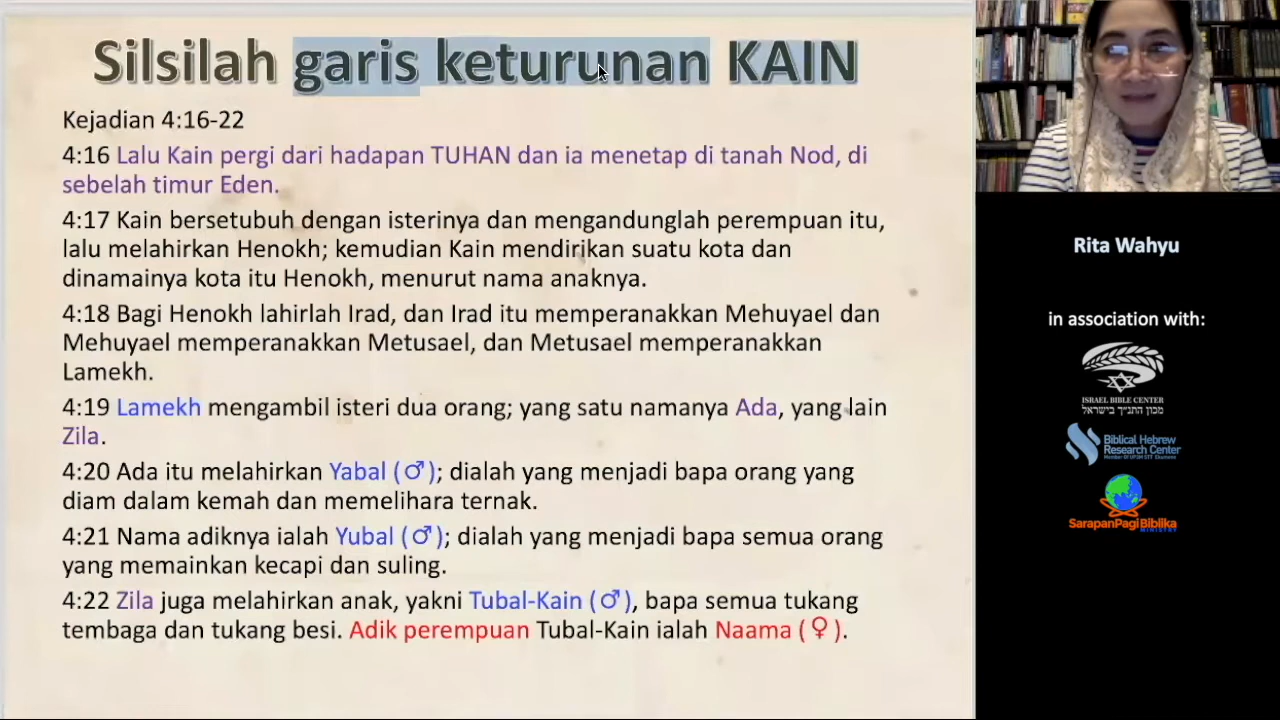 Silsilah garis keturunan KAIN
Kejadian 4:16-22
4:16 Lalu Kain pergi dari hadapan TUHAN dan ia menetap di tanah Nod, di
sebelah timur Eden.
4:17 Kain bersetubuh dengan isterinya dan mengandunglah perempuan itu,
lalu melahirkan Henokh; kemudian Kain mendirikan suatu kota dan
dinamainya kota itu Henokh, menurut nama anaknya.
4:18 Bagi Henokh lahirlah Irad, dan Irad itu memperanakkan Mehuyael dan
Mehuyael memperanakkan Metusael, dan Metusael memperanakkan
Lamekh.
4:19 Lamekh mengambil isteri dua orang; yang satu namanya Ada, yang lain
Zila.
4:20 Ada itu melahirkan Yabal (♂); dialah yang menjadi bapa orang yang
diam dalam kemah dan memelihara ternak.
4:21 Nama adiknya ialah Yubal (♂); dialah yang menjadi bapa semua orang
yang memainkan kecapi dan suling.
4:22 Zila juga melahirkan anak, yakni Tubal-Kain (♂), bapa semua tukang
tembaga dan tukang besi. Adik perempuan Tubal-Kain ialah Naama (♀).
Rita Wahyu
in association with:
ISRAEL BIBLE CENTER
מכון התנ״ך בישראל
Biblical Hebrew
Research Center
SarapanPagi Biblika
MINISTRY